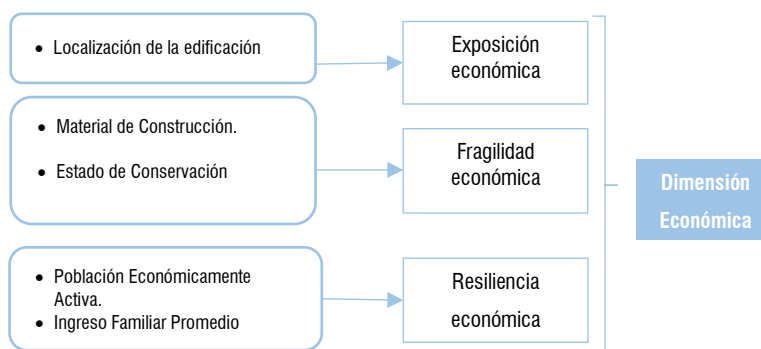 • Localización de la edificación
Exposición
económica
• Material de Construcción.
• Estado de Conservación
Fragilidad
económica
• Población Económicamente
Activa.
• Ingreso Familiar Promedio
Resiliencia
económica
Dimensión
Económica